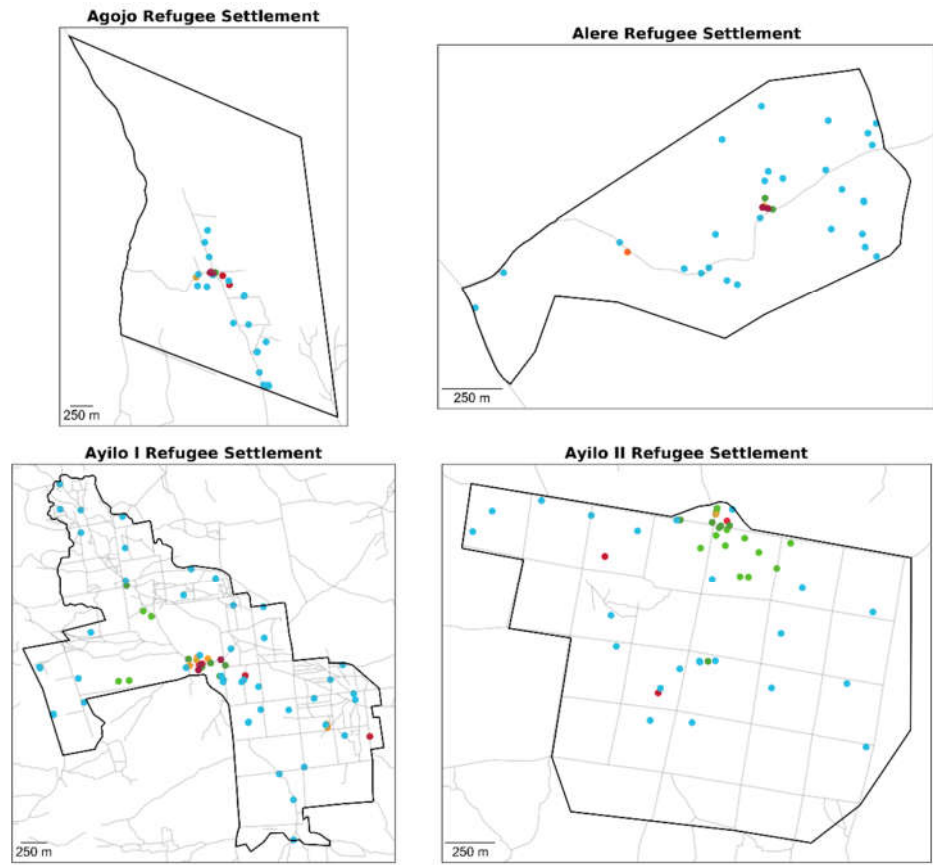 Agojo Refugee Settlement
Alere Refugee Settlement
250 m
250 m
Ayilo I Refugee Settlement
Ayilo II Refugee Settlement
250 m
250 m